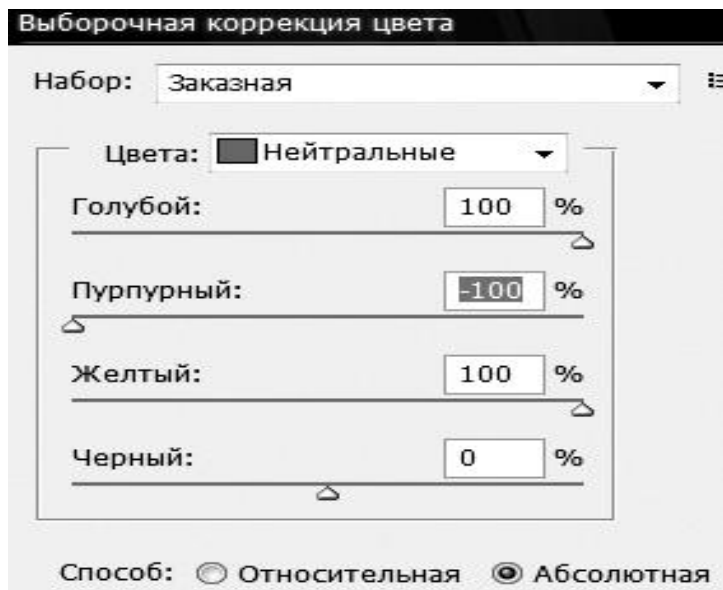 Выборочная коррекция цвета
Набор: Заказная
Цвета: Нейтральные
Голубой: 100 %
Пурпурный: -100 %
Желтый: 100 %
Черный: 0 %
Способ: Относительная Абсолютная